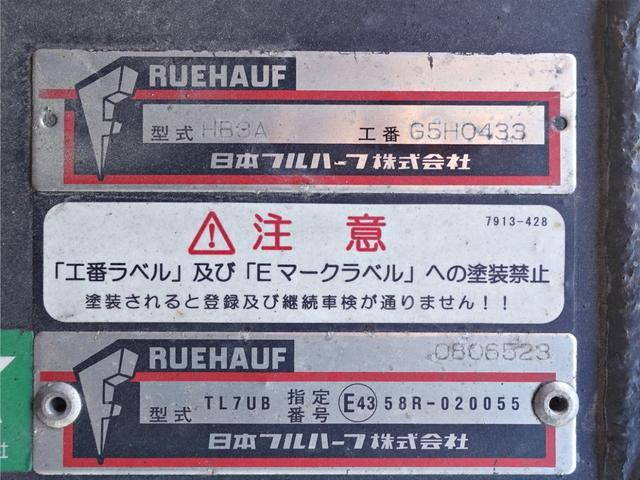 RUEHAUF
型式 HB3A 工番 G5H0433
日本フルハーフ株式会社
7913-428
⚠注意
「工番ラベル」及び「Eマークラベル」への塗装禁止
塗装されると登録及び継続車検が通りません!!
RUEHAUF 0806523
型式 TL7UB 指定番号 E43 58R-020055
日本フルハーフ株式会社
社